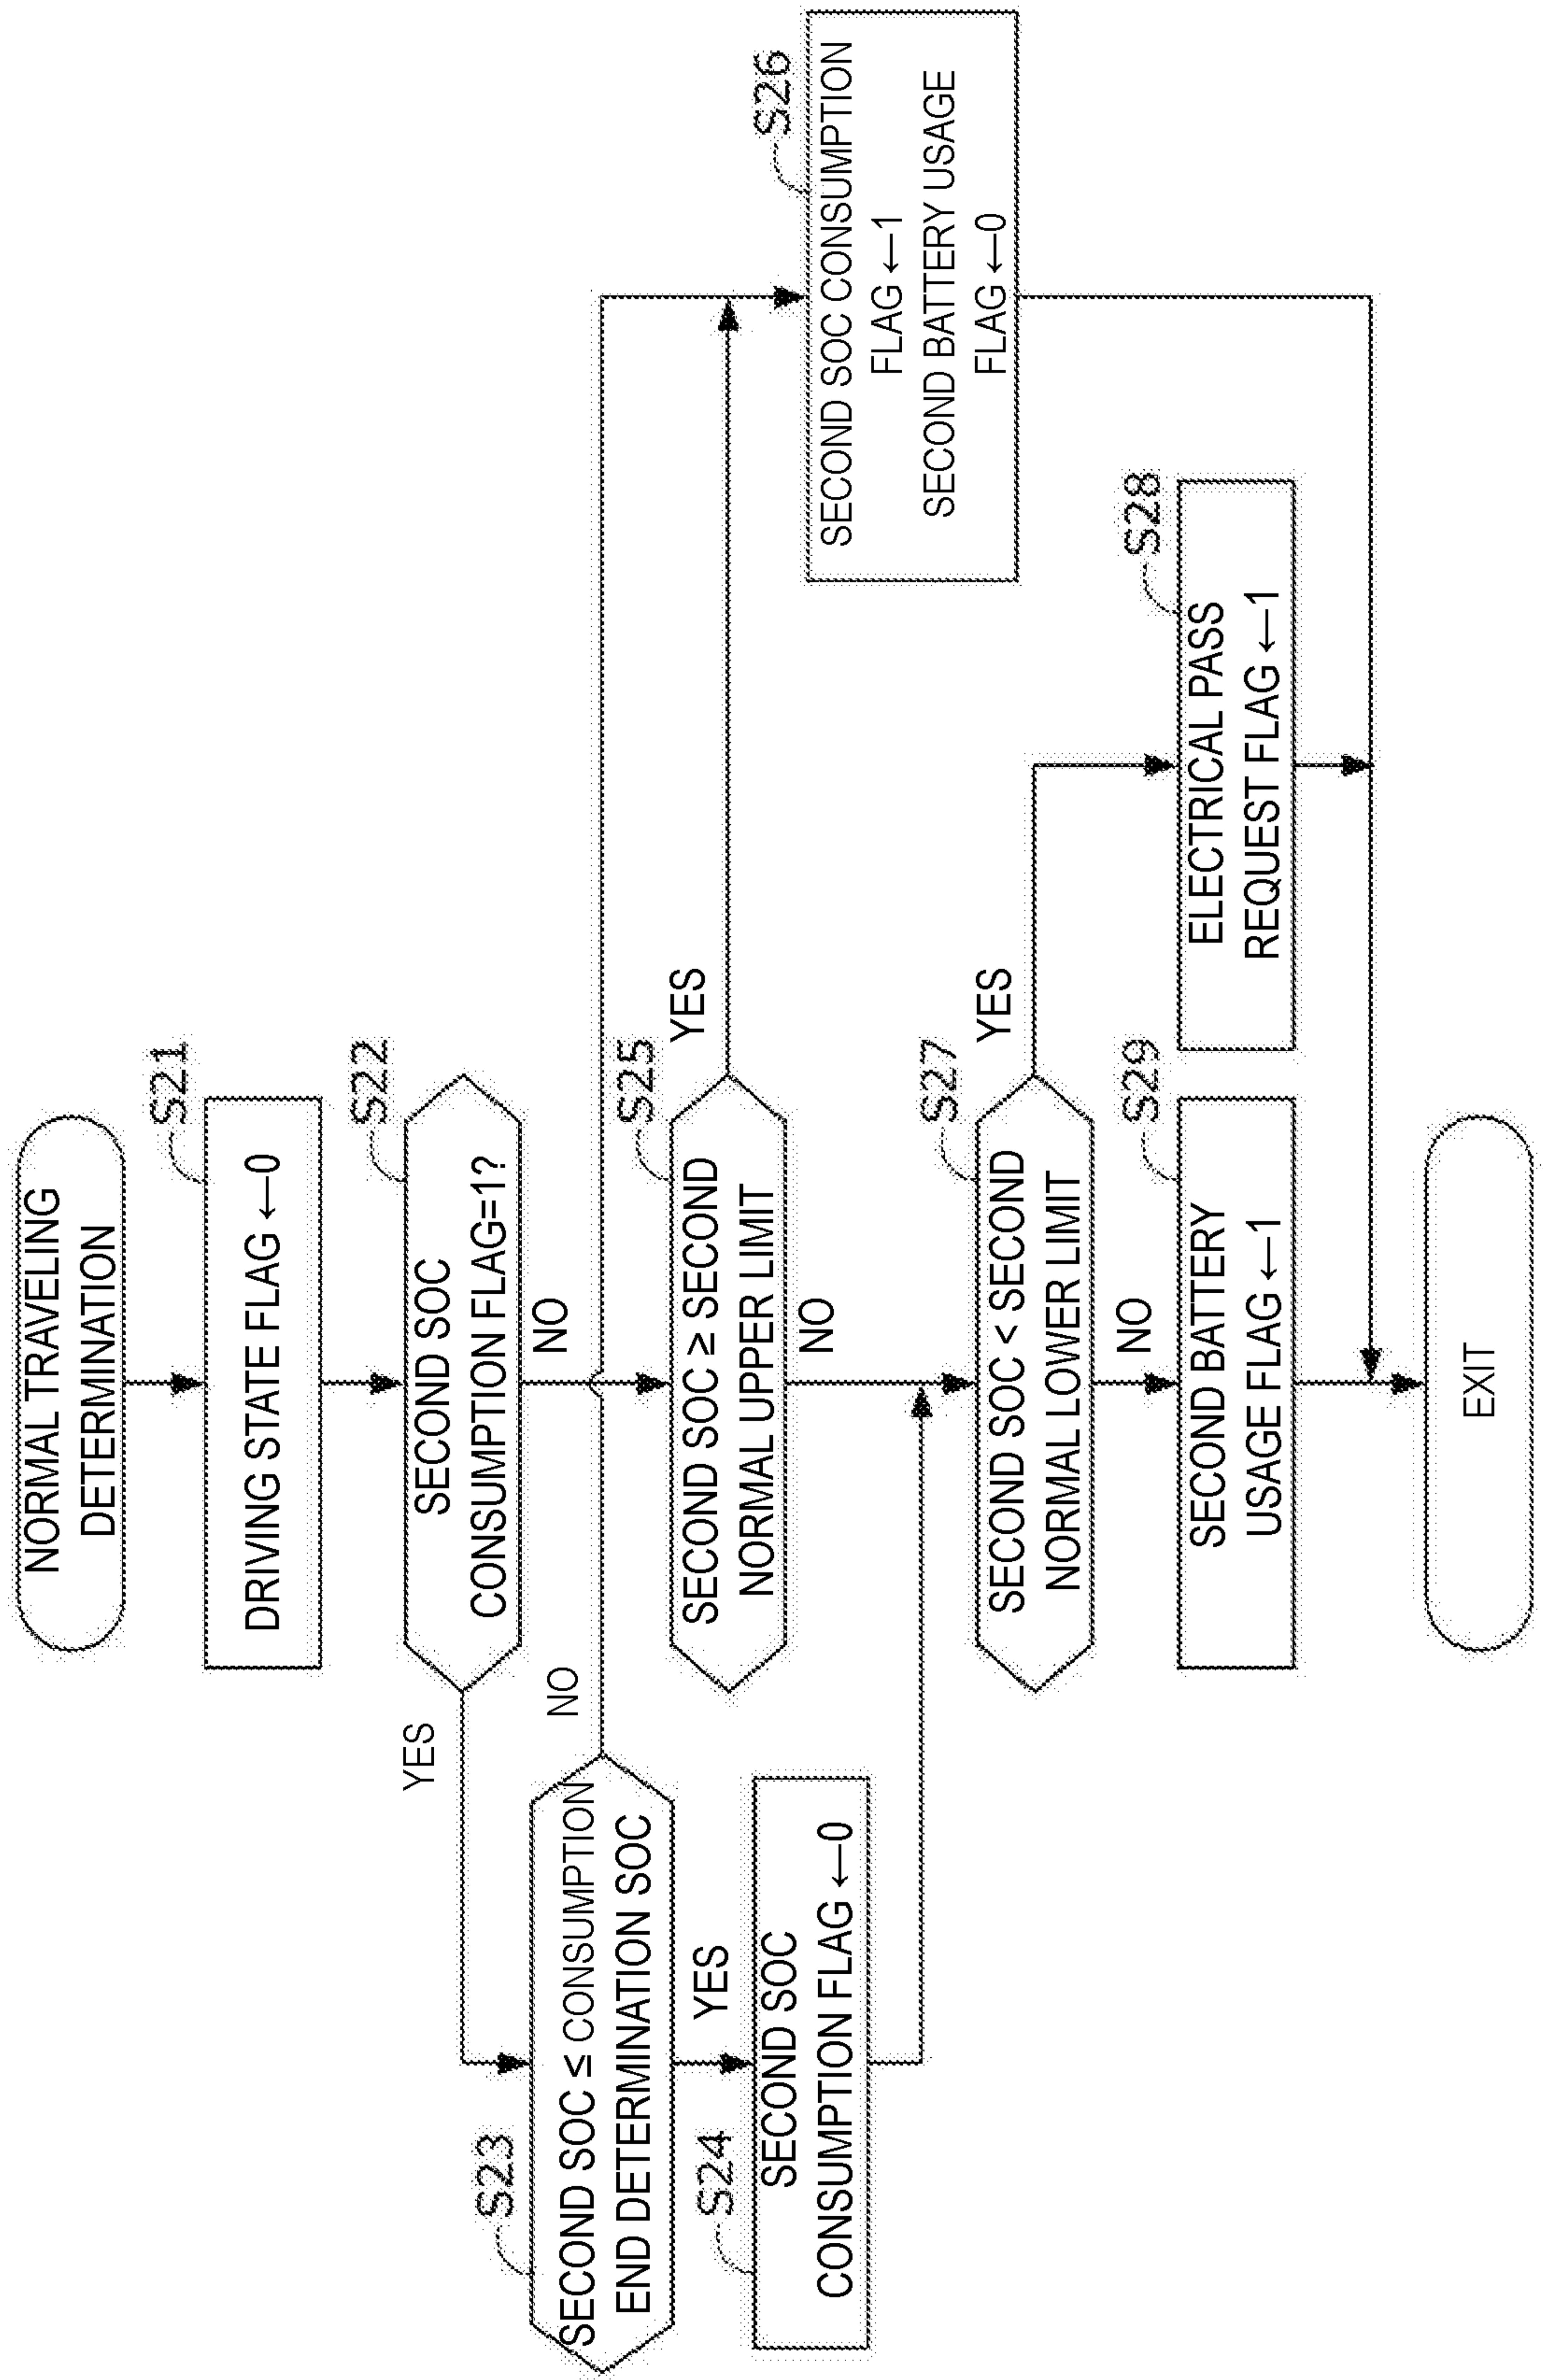 NORMAL TRAVELING
DETERMINATION
S21
DRIVING STATE FLAG ←0
S22
SECOND SOC
CONSUMPTION FLAG=1?
YES
NO
S23
SECOND SOC ≤ CONSUMPTION
END DETERMINATION SOC
NO
YES
S24
SECOND SOC
CONSUMPTION FLAG ←0
S25
SECOND SOC ≥ SECOND
NORMAL UPPER LIMIT
YES
NO
S26
SECOND SOC CONSUMPTION
FLAG ←1
SECOND BATTERY USAGE
FLAG ←0
S27
SECOND SOC < SECOND
NORMAL LOWER LIMIT
YES
NO
S28
ELECTRICAL PASS
REQUEST FLAG ←1
S29
SECOND BATTERY
USAGE FLAG ←1
EXIT